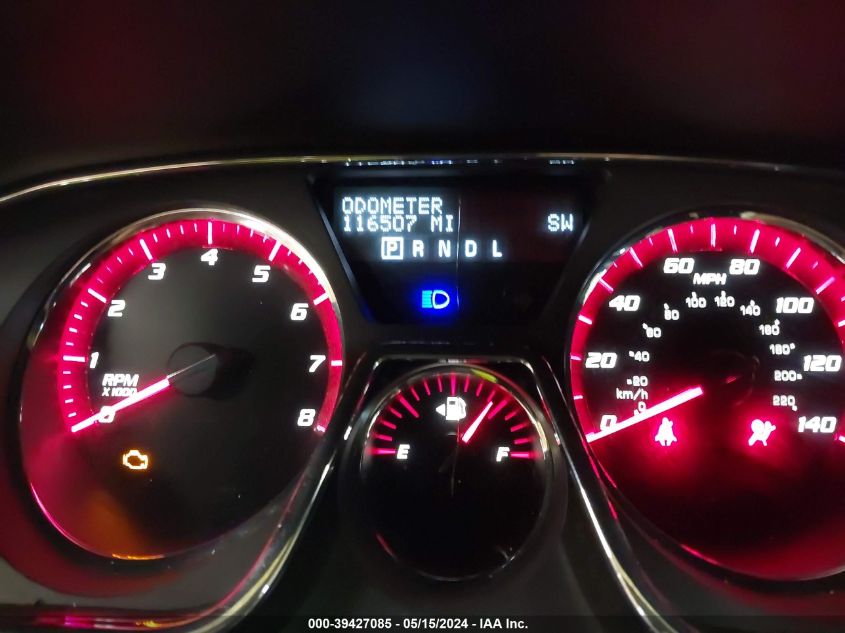 ODOMETER
116507 MI SW
P R N D L
0 1 2 3 4 5 6 7 8
RPM
X 1000
E F
0 20 40 60 80 100 120 140
MPH
0 20 40 60 80 100 120 140 160 180 200 220
km/h
000-39427085 - 05/15/2024 - IAA Inc.